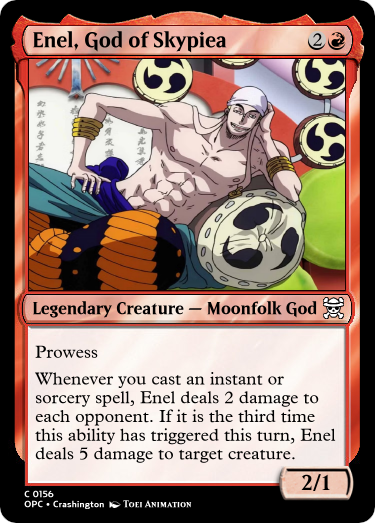 Enel, God of Skypiea 2
Legendary Creature — Moonfolk God
Prowess
Whenever you cast an instant or
sorcery spell, Enel deals 2 damage to
each opponent. If it is the third time
this ability has triggered this turn, Enel
deals 5 damage to target creature.
2/1
C 0156
OPC • Crashington Toei Animation